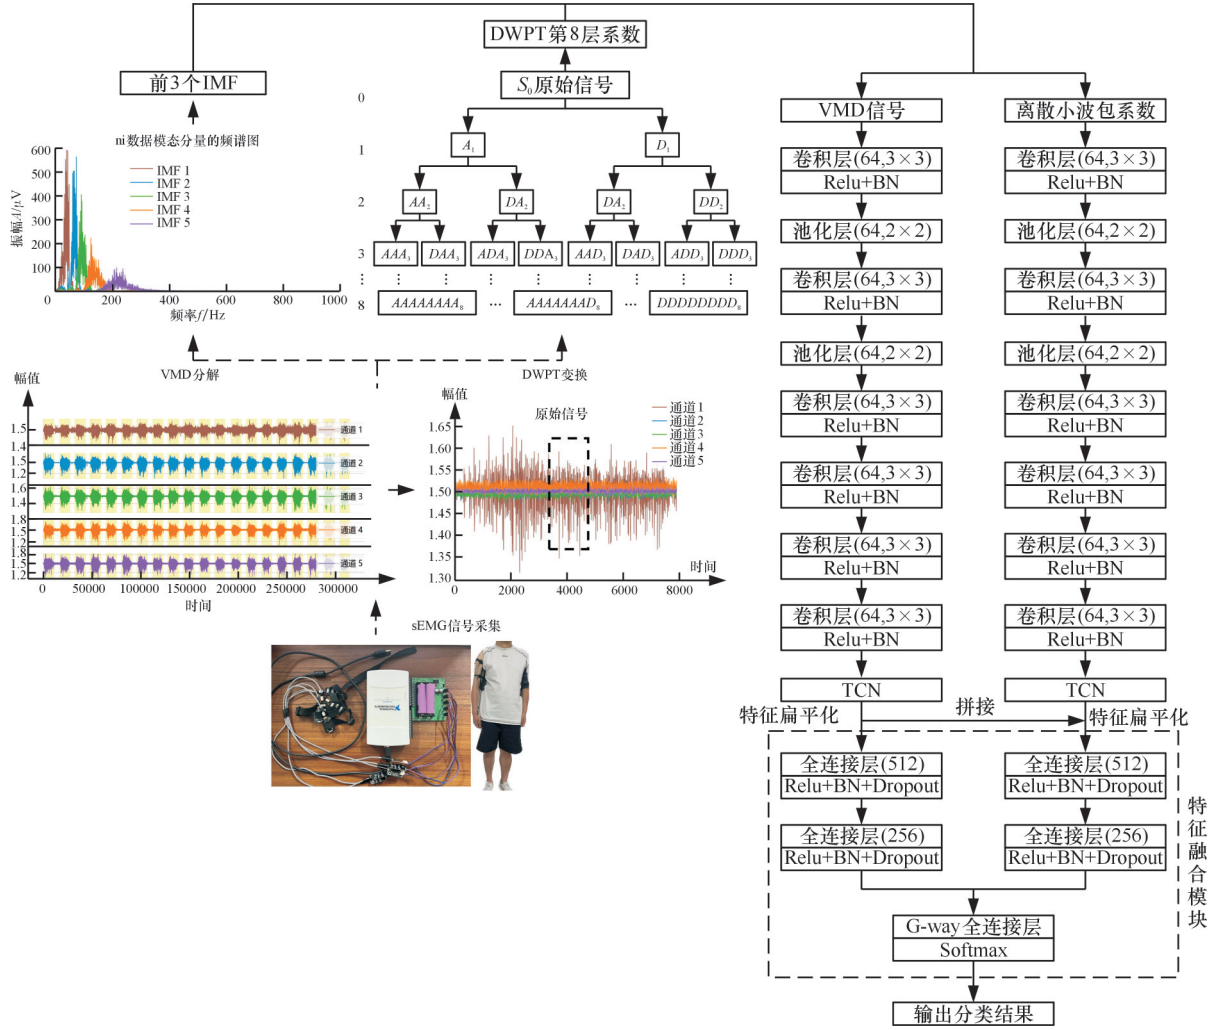 DWPT第8层系数
前3个IMF
S₀原始信号
0
ni数据模态分量的频谱图
A₁
D₁
1
600
500
400
300
200
100
振幅A/μV
IMF 1
IMF 2
IMF 3
IMF 4
IMF 5
0
200
400
600
800
1000
频率f/Hz
AA₂
DA₂
DA₂
DD₂
2
AAA₃
DAA₃
ADA₃
DDA₃
AAD₃
DAD₃
ADD₃
DDD₃
3
8
AAAAAAAA₈
...
AAAAAAAD₈
...
DDDDDDDD₈
VMD分解
DWPT变换
幅值
1.5
1.4
1.5
1.2
1.6
1.4
1.8
1.5
1.2
1.8
1.5
1.2
通道 1
通道 2
通道 3
通道 4
通道 5
0
50000
100000
150000
200000
250000
300000
时间
幅值
原始信号
通道1
通道2
通道3
通道4
通道5
1.65
1.60
1.55
1.50
1.45
1.40
1.35
1.30
0
2000
4000
6000
8000
时间
sEMG信号采集
VMD信号
卷积层(64,3×3)
Relu+BN
池化层(64,2×2)
卷积层(64,3×3)
Relu+BN
池化层(64,2×2)
卷积层(64,3×3)
Relu+BN
卷积层(64,3×3)
Relu+BN
卷积层(64,3×3)
Relu+BN
卷积层(64,3×3)
Relu+BN
TCN
离散小波包系数
卷积层(64,3×3)
Relu+BN
池化层(64,2×2)
卷积层(64,3×3)
Relu+BN
池化层(64,2×2)
卷积层(64,3×3)
Relu+BN
卷积层(64,3×3)
Relu+BN
卷积层(64,3×3)
Relu+BN
卷积层(64,3×3)
Relu+BN
TCN
特征扁平化
拼接
特征扁平化
全连接层(512)
Relu+BN+Dropout
全连接层(256)
Relu+BN+Dropout
全连接层(512)
Relu+BN+Dropout
全连接层(256)
Relu+BN+Dropout
特征融合模块
G-way全连接层
Softmax
输出分类结果